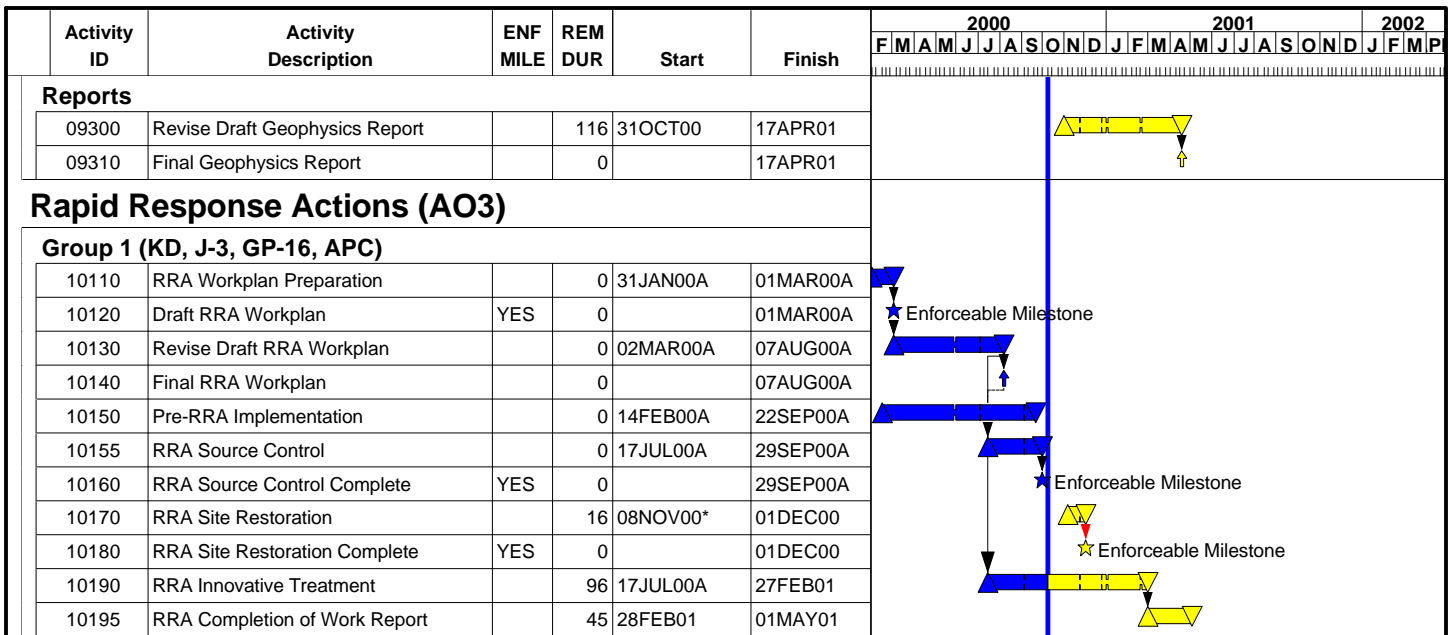 2000 2001 2002
Activity ID Activity Description ENF MILE REM DUR Start Finish
F M A M J J A S O N D J F M A M J J A S O N D J F M
Reports
09300 Revise Draft Geophysics Report 116 31OCT00 17APR01
09310 Final Geophysics Report 0 17APR01
Rapid Response Actions (AO3)
Group 1 (KD, J-3, GP-16, APC)
10110 RRA Workplan Preparation 0 31JAN00A 01MAR00A
10120 Draft RRA Workplan YES 0 01MAR00A Enforceable Milestone
10130 Revise Draft RRA Workplan 0 02MAR00A 07AUG00A
10140 Final RRA Workplan 0 07AUG00A
10150 Pre-RRA Implementation 0 14FEB00A 22SEP00A
10155 RRA Source Control 0 17JUL00A 29SEP00A
10160 RRA Source Control Complete YES 0 29SEP00A Enforceable Milestone
10170 RRA Site Restoration 16 08NOV00* 01DEC00
10180 RRA Site Restoration Complete YES 0 01DEC00 Enforceable Milestone
10190 RRA Innovative Treatment 96 17JUL00A 27FEB01
10195 RRA Completion of Work Report 45 28FEB01 01MAY01